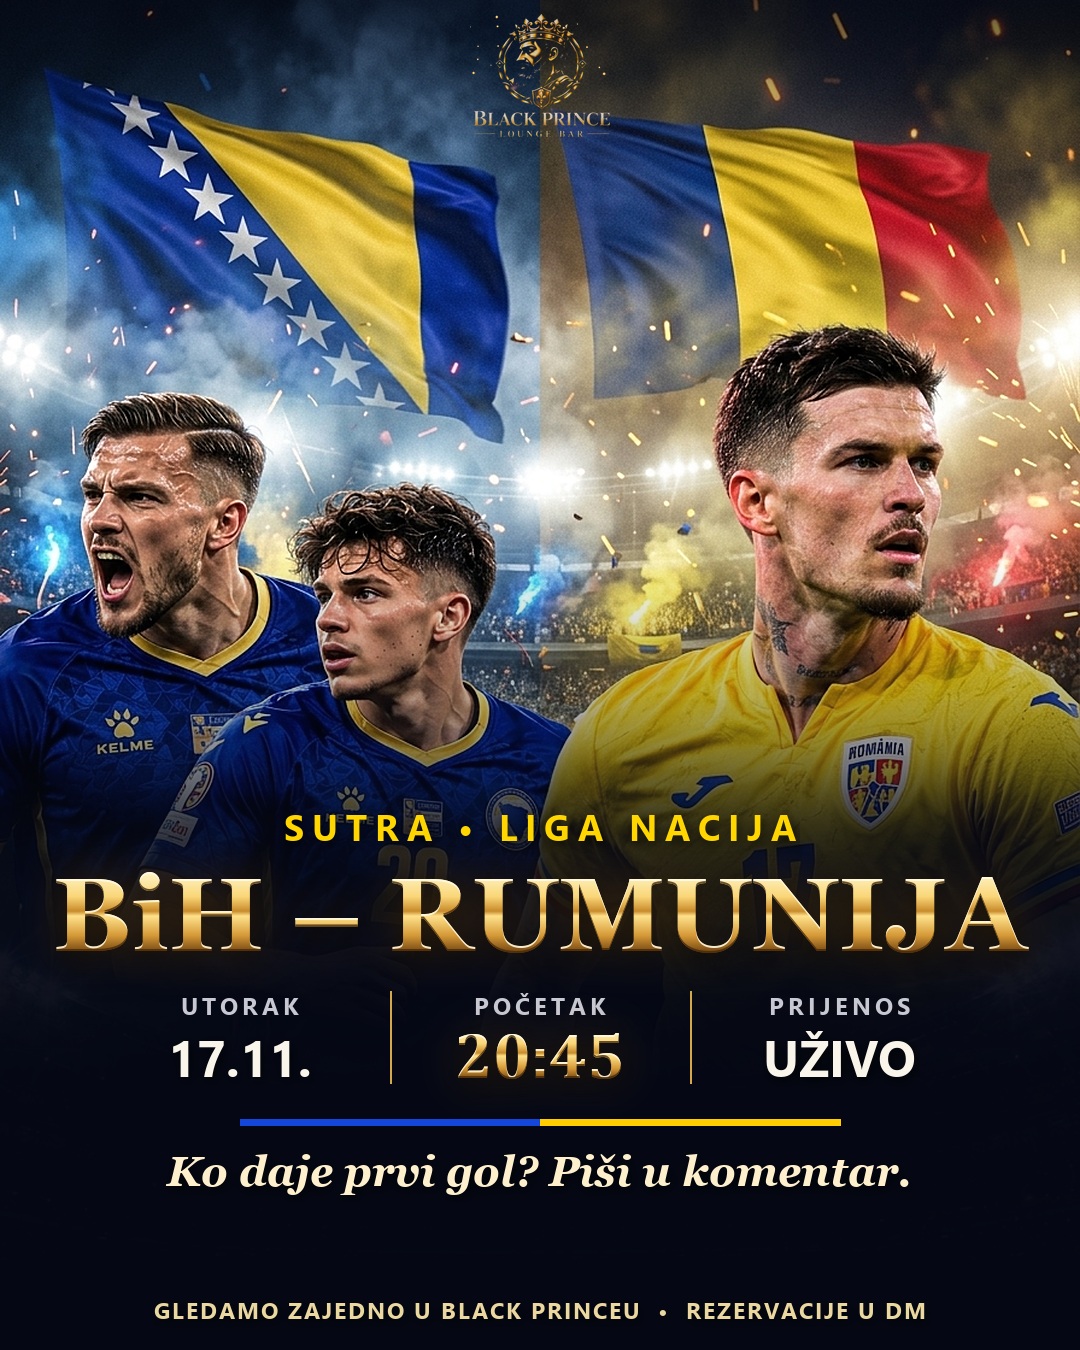 BLACK PRINCE
LOUNGE BAR
KELME
ROMÂNIA
SUTRA • LIGA NACIJA
BiH – RUMUNIJA
UTORAK
17.11.
POČETAK
20:45
PRIJENOS
UŽIVO
Ko daje prvi gol? Piši u komentar.
GLEDAMO ZAJEDNO U BLACK PRINCEU • REZERVACIJE U DM